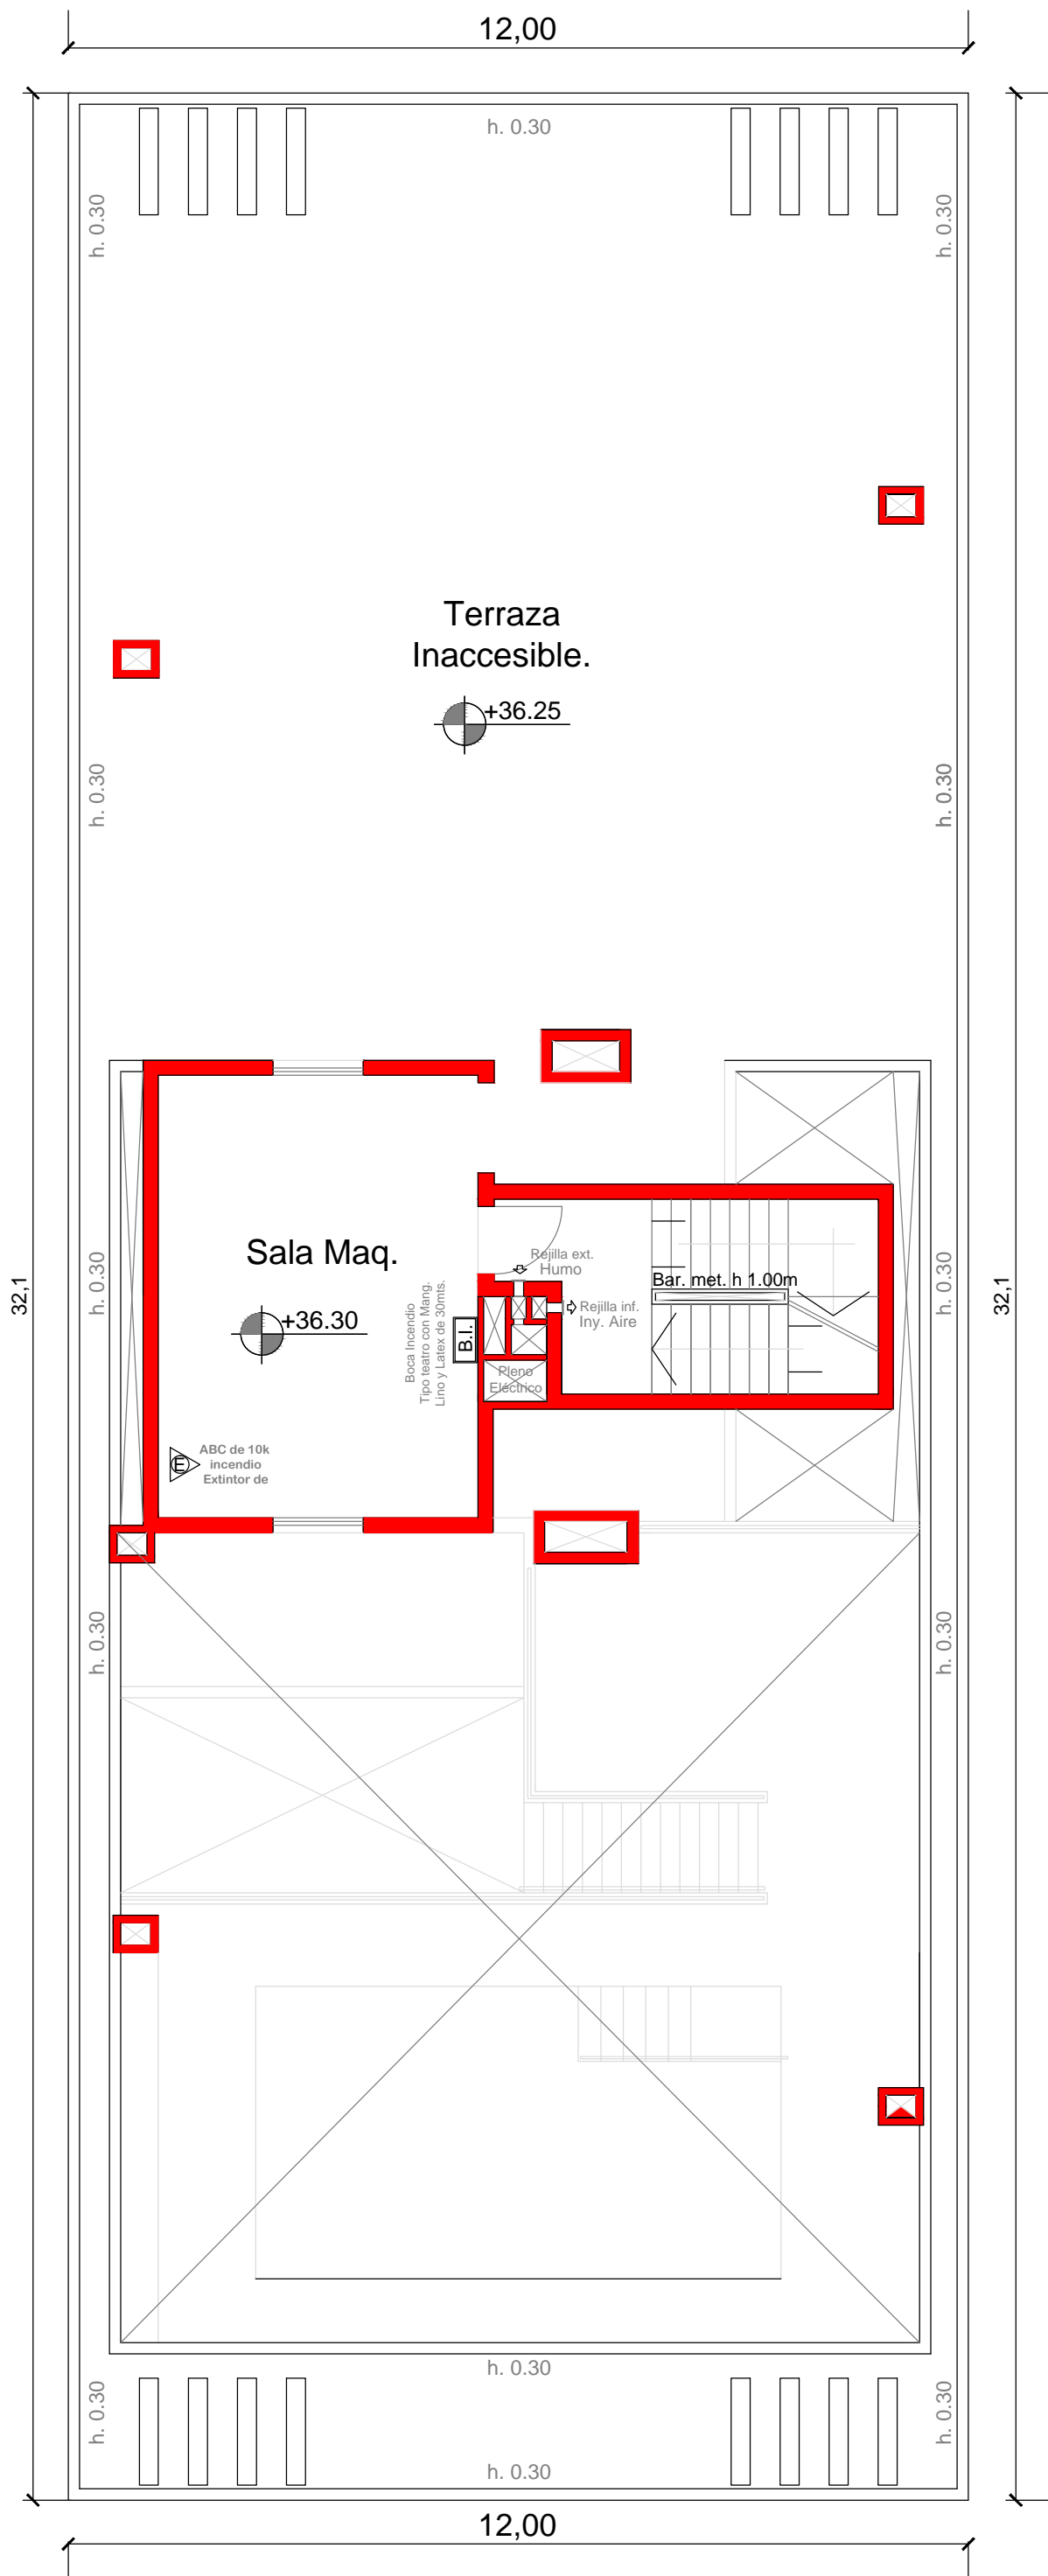 12,00
h. 0.30
h. 0.30
h. 0.30
Terraza
Inaccesible.
+36.25
h. 0.30
h. 0.30
Sala Maq.
+36.30
Rejilla ext.
Humo
Rejilla inf.
Iny. Aire
Bar. met. h 1.00m
Boca Incendio
Tipo teatro con Mang.
Lino y Latex de 30mts.
B.I.
Pleno
Eléctrico
E
ABC de 10k
incendio
Extintor de
h. 0.30
h. 0.30
32,1
32,1
h. 0.30
h. 0.30
h. 0.30
h. 0.30
h. 0.30
h. 0.30
12,00